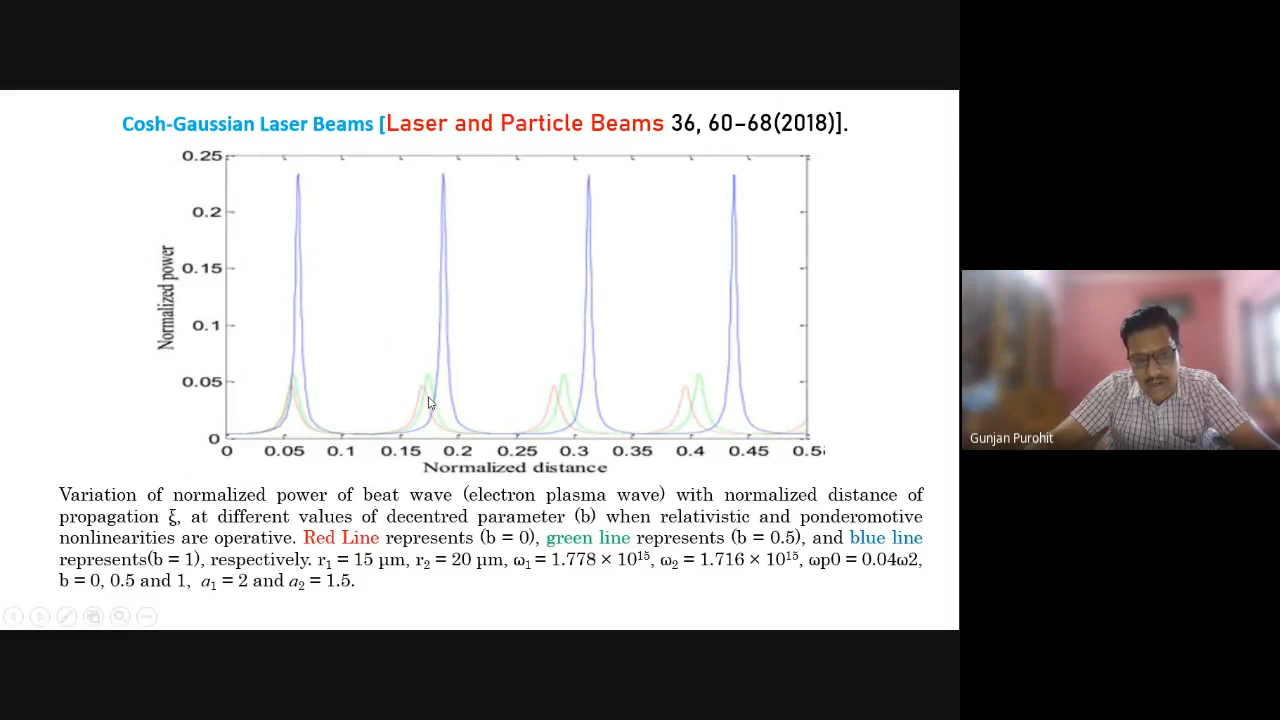 Cosh-Gaussian Laser Beams [Laser and Particle Beams 36, 60–68(2018)].
0.25
0.2
0.15
0.1
0.05
0
Normalized power
0 0.05 0.1 0.15 0.2 0.25 0.3 0.35 0.4 0.45
Normalized distance
Variation of normalized power of beat wave (electron plasma wave) with normalized distance of
propagation ξ, at different values of decentred parameter (b) when relativistic and ponderomotive
nonlinearities are operative. Red Line represents (b = 0), green line represents (b = 0.5), and blue line
represents(b = 1), respectively. r₁ = 15 μm, r₂ = 20 μm, ω₁ = 1.778 × 10¹⁵, ω₂ = 1.716 × 10¹⁵, ωp0 = 0.04ω2,
b = 0, 0.5 and 1, a₁ = 2 and a₂ = 1.5.
Gunjan Purohit